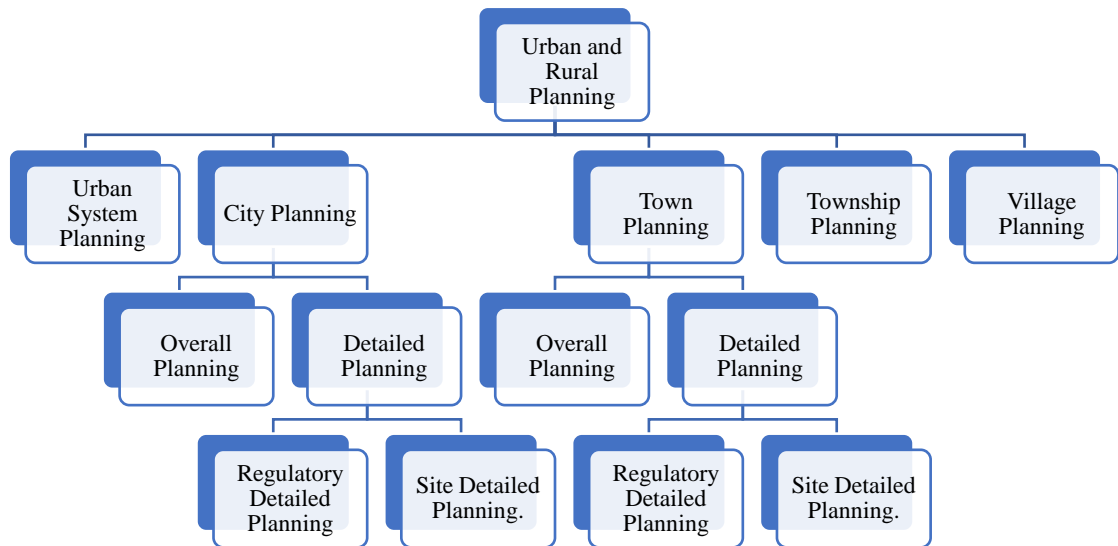 Urban and
Rural
Planning
Urban
System
Planning
City Planning
Town
Planning
Township
Planning
Village
Planning
Overall
Planning
Detailed
Planning
Overall
Planning
Detailed
Planning
Regulatory
Detailed
Planning
Site Detailed
Planning.
Regulatory
Detailed
Planning
Site Detailed
Planning.